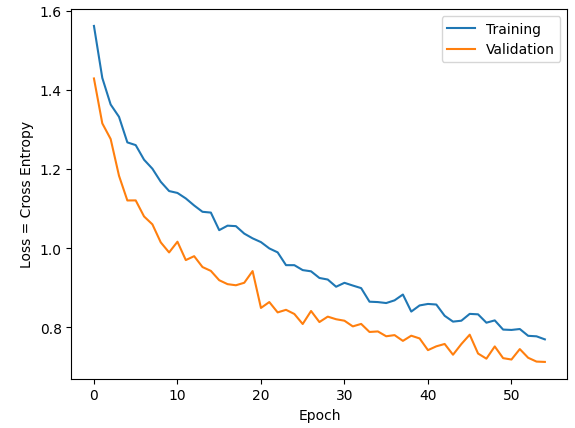 1.6
1.4
1.2
1.0
0.8
Loss = Cross Entropy
Training
Validation
0 10 20 30 40 50
Epoch